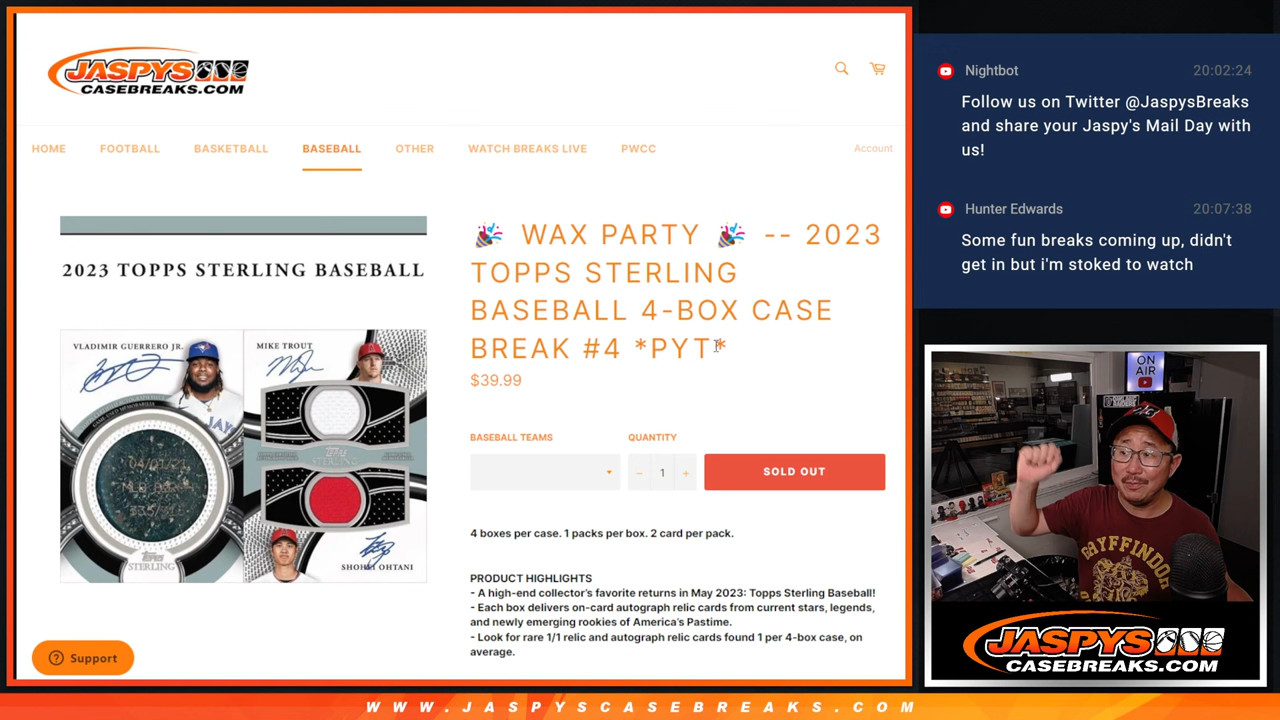 JASPYS
CASEBREAKS.COM
HOME FOOTBALL BASKETBALL BASEBALL OTHER WATCH BREAKS LIVE PWCC Account
2023 TOPPS STERLING BASEBALL
VLADIMIR GUERRERO JR.
MIKE TROUT
STERLING
SHOHEI OHTANI
🎉 WAX PARTY 🎉 -- 2023
TOPPS STERLING
BASEBALL 4-BOX CASE
BREAK #4 *PYT*
$39.99
BASEBALL TEAMS QUANTITY
− 1 + SOLD OUT
4 boxes per case. 1 packs per box. 2 card per pack.
PRODUCT HIGHLIGHTS
- A high-end collector's favorite returns in May 2023: Topps Sterling Baseball!
- Each box delivers on-card autograph relic cards from current stars, legends,
and newly emerging rookies of America's Pastime.
- Look for rare 1/1 relic and autograph relic cards found 1 per 4-box case, on
average.
Support
Nightbot 20:02:24
Follow us on Twitter @JaspysBreaks
and share your Jaspy's Mail Day with
us!
Hunter Edwards 20:07:38
Some fun breaks coming up, didn't
get in but i'm stoked to watch
ON
AIR
GRYFFINDOR
JASPYS
CASEBREAKS.COM
WWW.JASPYSCASEBREAKS.COM